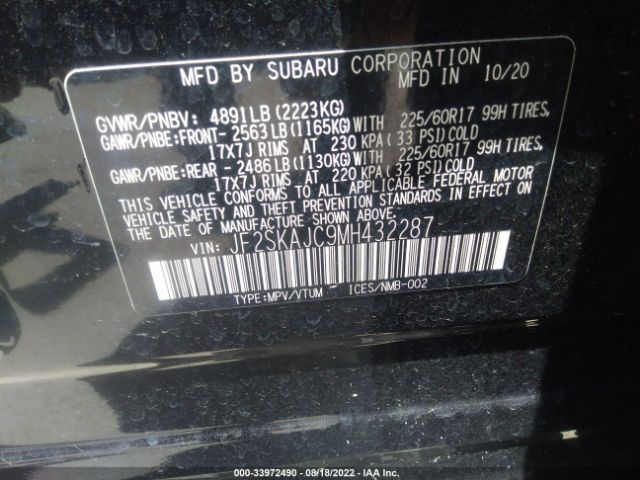 MFD BY SUBARU CORPORATION
MFD IN 10/20
GVWR/PNBV: 4891LB(2223KG)
GAWR/PNBE:FRONT-2563LB(1165KG)WITH 225/60R17 99H TIRES,
17X7J RIMS AT 230 KPA(33 PSI)COLD
GAWR/PNBE:REAR -2486LB(1130KG)WITH 225/60R17 99H TIRES,
17X7J RIMS AT 220 KPA(32 PSI)COLD
THIS VEHICLE CONFORMS TO ALL APPLICABLE FEDERAL MOTOR
VEHICLE SAFETY AND THEFT PREVENTION STANDARDS IN EFFECT ON
THE DATE OF MANUFACTURE SHOWN ABOVE.
VIN: JF2SKAJC9MH432287
TYPE:MPV/VTUM ICES/NMB-002
000-33972490 - 08/18/2022 - IAA Inc.